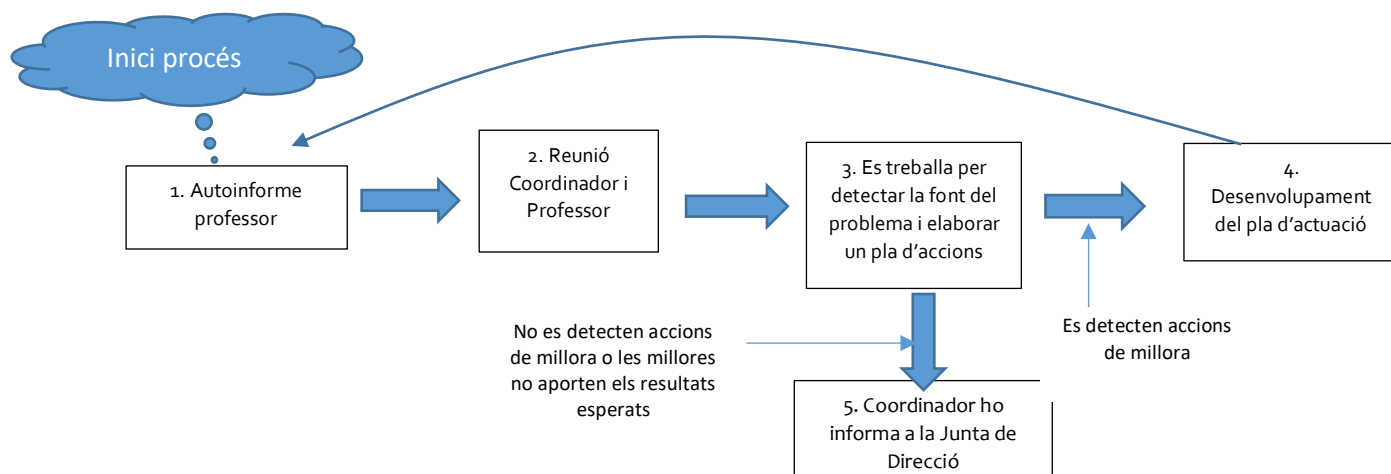 Inici procés
1. Autoinforme
professor
2. Reunió
Coordinador i
Professor
3. Es treballa per
detectar la font del
problema i elaborar
un pla d’accions
4.
Desenvolupament
del pla d’actuació
No es detecten accions
de millora o les millores
no aporten els resultats
esperats
Es detecten accions
de millora
5. Coordinador ho
informa a la Junta de
Direcció